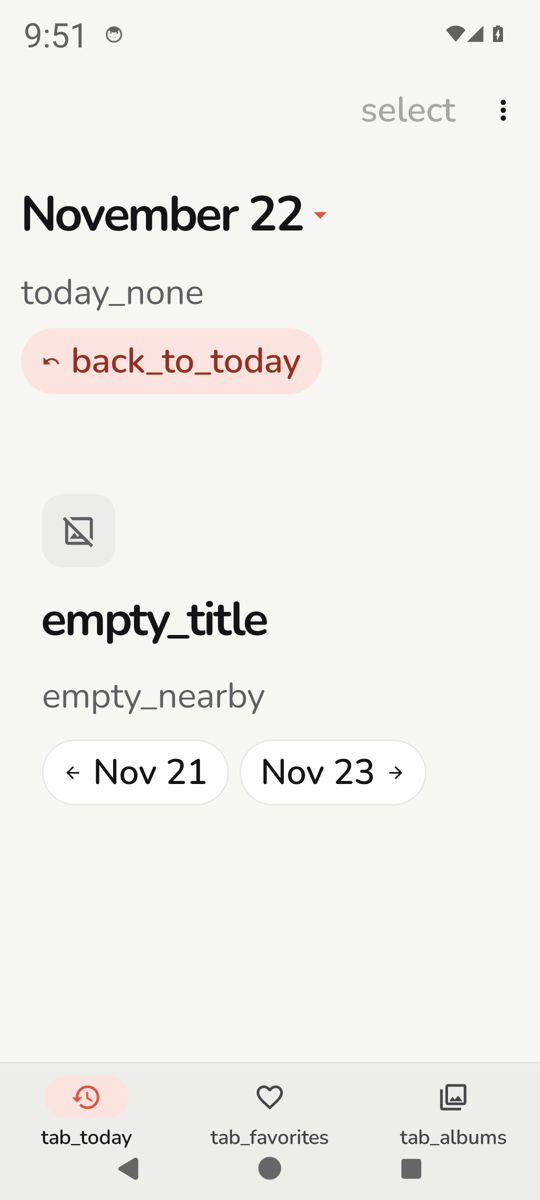 9:51
select
November 22
today_none
back_to_today
empty_title
empty_nearby
Nov 21
Nov 23
tab_today
tab_favorites
tab_albums